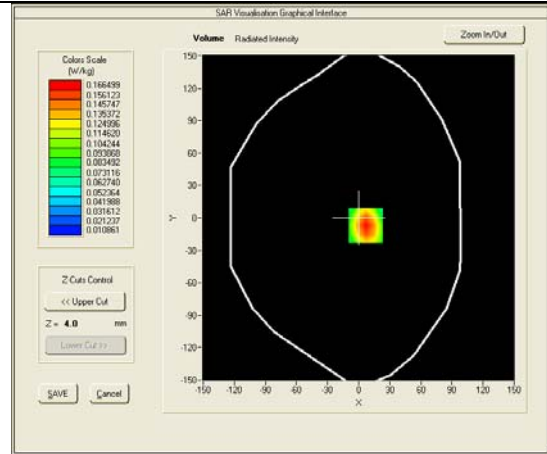 SAR Visualisation Graphical Interface
Volume Radiated Intensity
Zoom In/Out
Colors Scale
(W/kg)
0.166499
0.156123
0.145747
0.135372
0.124996
0.114620
0.104244
0.093868
0.083492
0.073116
0.062740
0.052364
0.041988
0.031612
0.021237
0.010861
Z Cuts Control
<< Upper Cut
Z = 4.0 mm
Lower Cut >>
SAVE Cancel
150-
120-
90-
60-
30-
0-
-30-
-60-
-90-
-120-
-150-
Y
-150 -120 -90 -60 -30 0 30 60 90 120 150
X